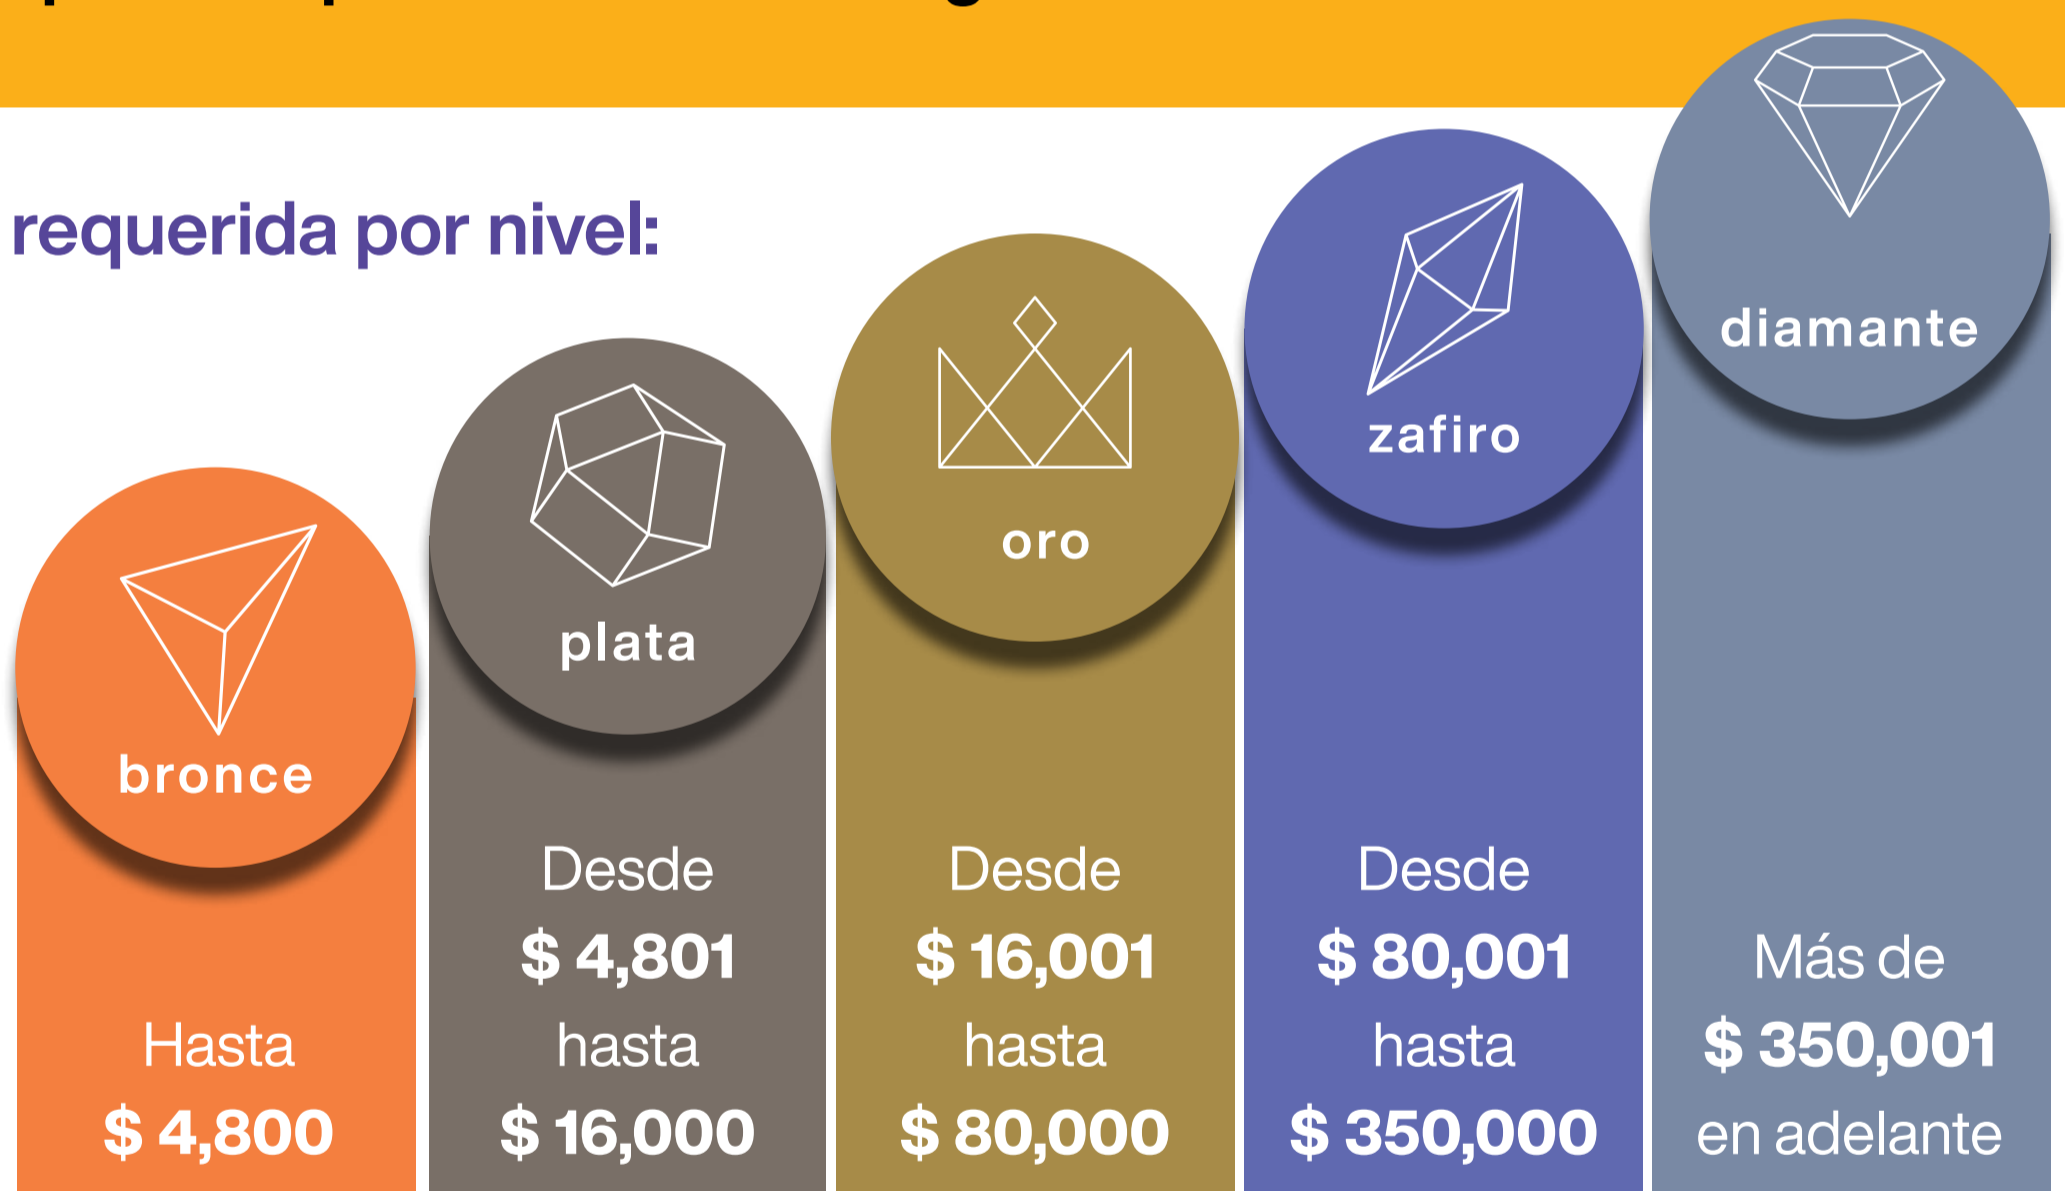 requerida por nivel:
bronce
Hasta
$ 4,800
plata
Desde
$ 4,801
hasta
$ 16,000
oro
Desde
$ 16,001
hasta
$ 80,000
zafiro
Desde
$ 80,001
hasta
$ 350,000
diamante
Más de
$ 350,001
en adelante